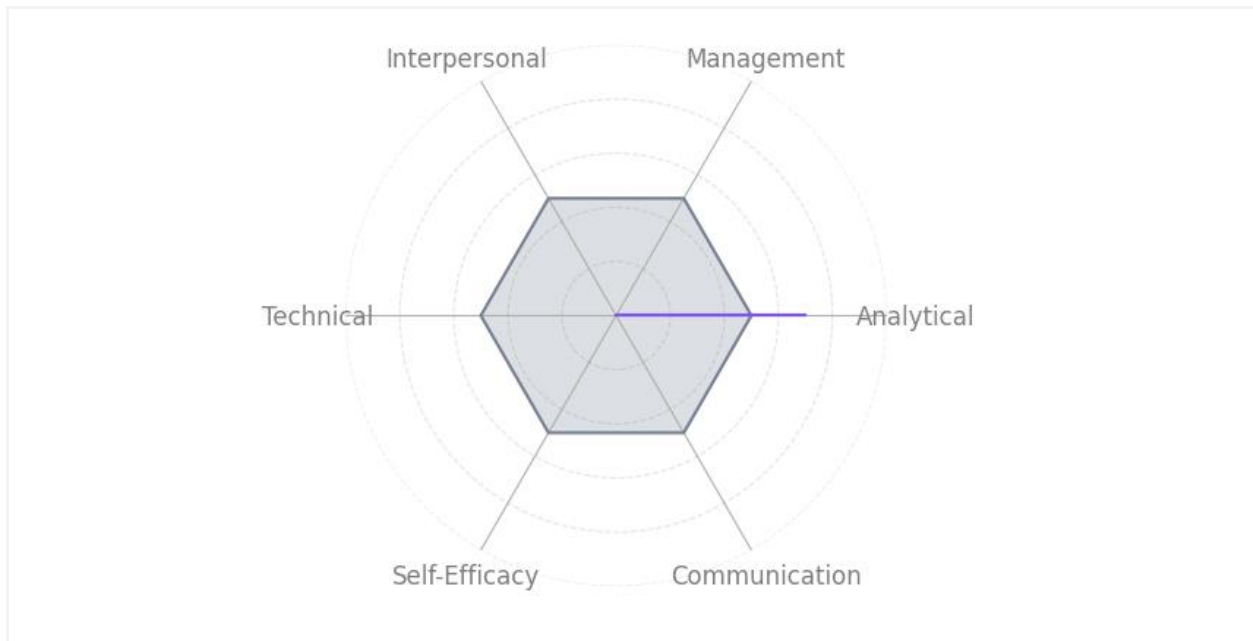 Interpersonal
Management
Technical
Analytical
Self-Efficacy
Communication